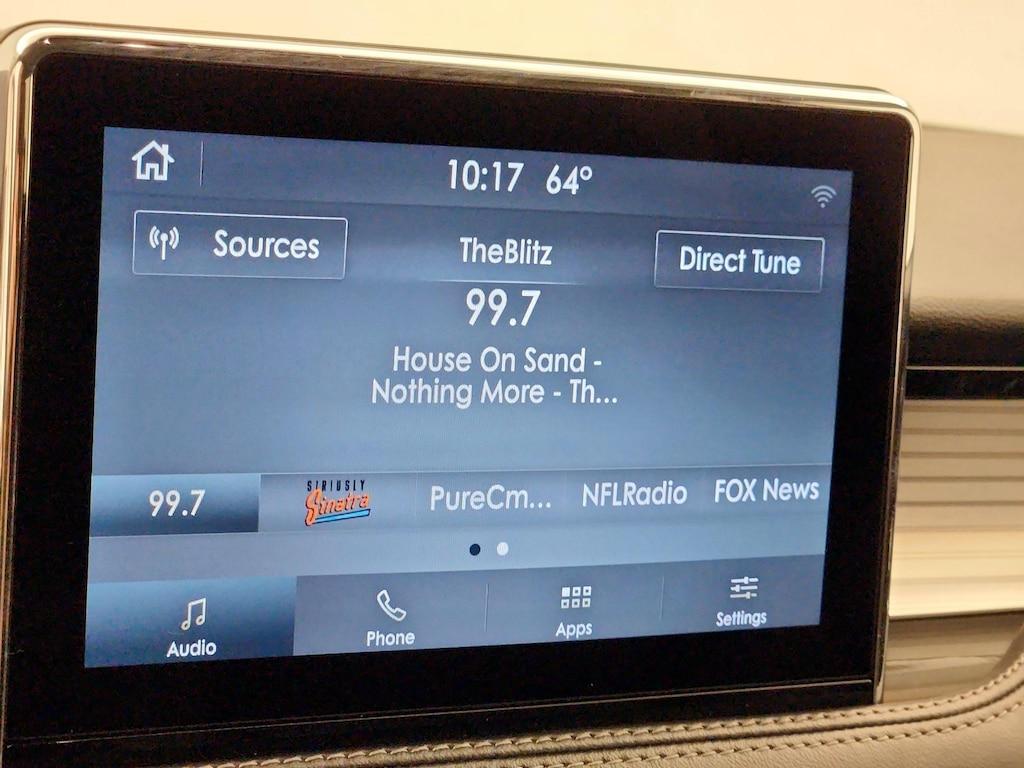 10:17 64°
Sources
TheBlitz
Direct Tune
99.7
House On Sand -
Nothing More - Th...
99.7
SIRIUSLY
Sinatra
PureCm...
NFLRadio
FOX News
Audio
Phone
Apps
Settings